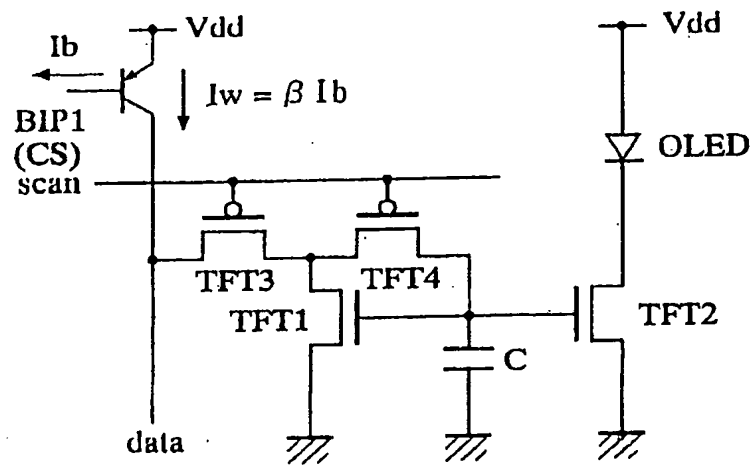 Vdd
Vdd
Ib
Iw = β Ib
BIP1
(CS)
OLED
scan
TFT3
TFT4
TFT1
TFT2
C
data